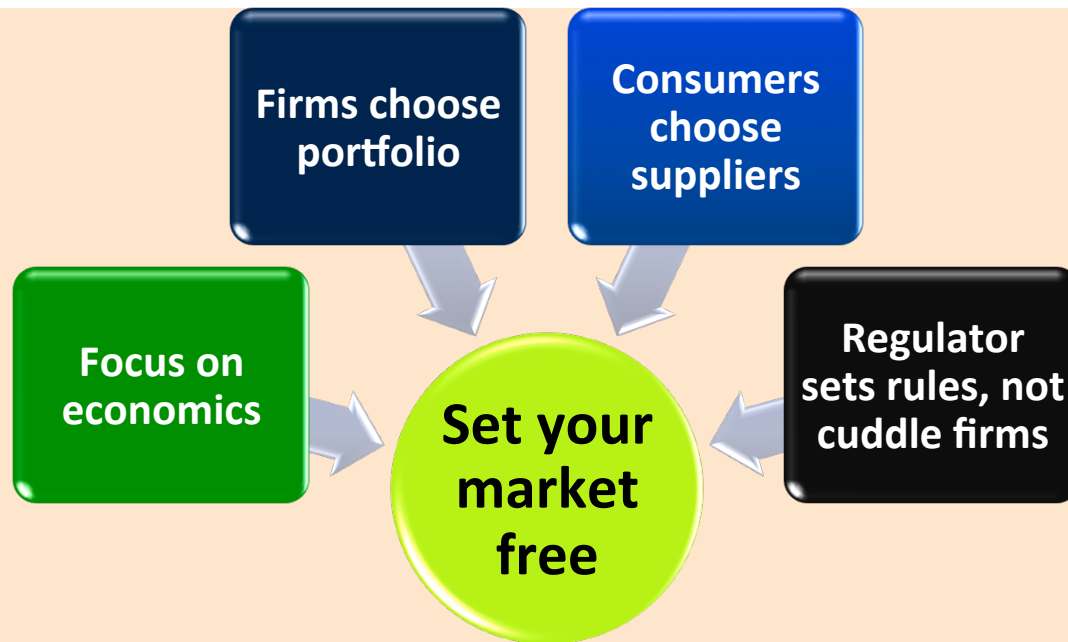 Firms choose
portfolio
Consumers
choose
suppliers
Focus on
economics
Regulator
sets rules, not
cuddle firms
Set your
market
free